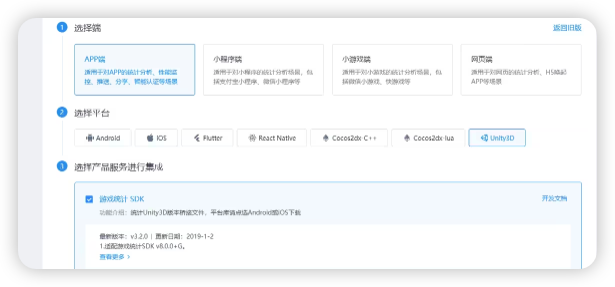 1 选择端
返回旧版
APP端
适用于对APP的统计分析、性能监控、推送、分享、智能认证等场景
小程序端
适用于对小程序的统计分析场景，包括支付宝小程序、微信小程序等
小游戏端
适用于对小游戏的统计分析场景，包括微信小游戏、快游戏等
网页端
适用于对网页的统计分析、H5唤起APP等场景
2 选择平台
Android
iOS
Flutter
React Native
Cocos2dx-C++
Cocos2dx-lua
Unity3D
3 选择产品服务进行集成
游戏统计 SDK
开发文档
功能介绍：统计Unity3D版本桥接文件，平台库请点选Android或iOS下载
最新版本：v3.2.0 | 更新日期：2019-1-2
1.适配游戏统计SDK v8.0.0+G。
查看更多 >